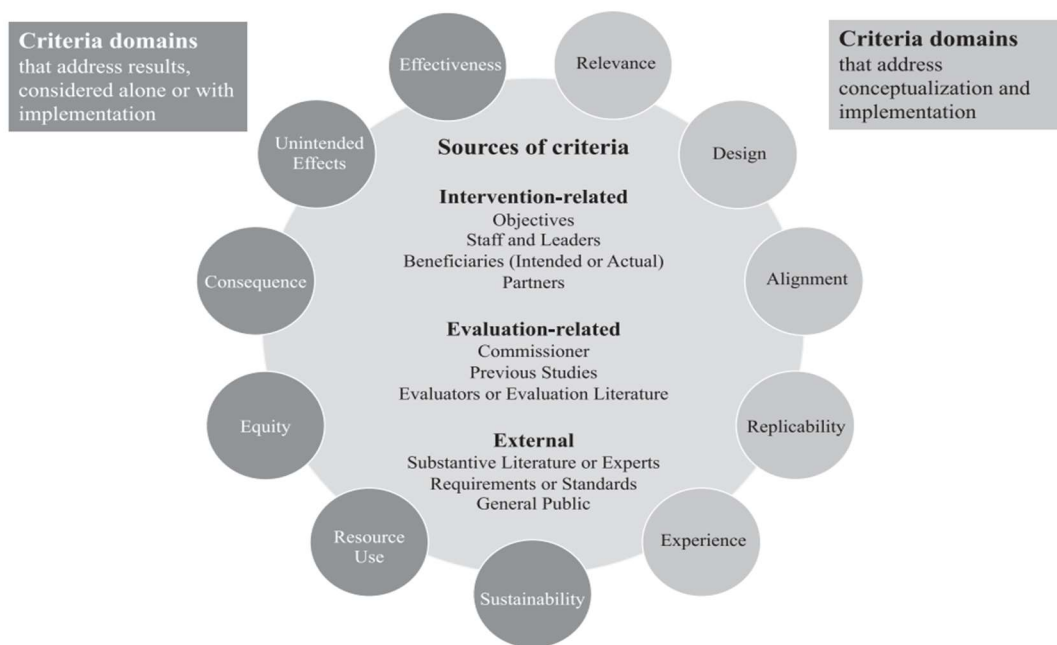 Criteria domains
that address results,
considered alone or with
implementation
Criteria domains
that address
conceptualization and
implementation
Effectiveness
Relevance
Unintended
Effects
Design
Consequence
Alignment
Equity
Replicability
Resource
Use
Experience
Sustainability
Sources of criteria
Intervention-related
Objectives
Staff and Leaders
Beneficiaries (Intended or Actual)
Partners
Evaluation-related
Commissioner
Previous Studies
Evaluators or Evaluation Literature
External
Substantive Literature or Experts
Requirements or Standards
General Public